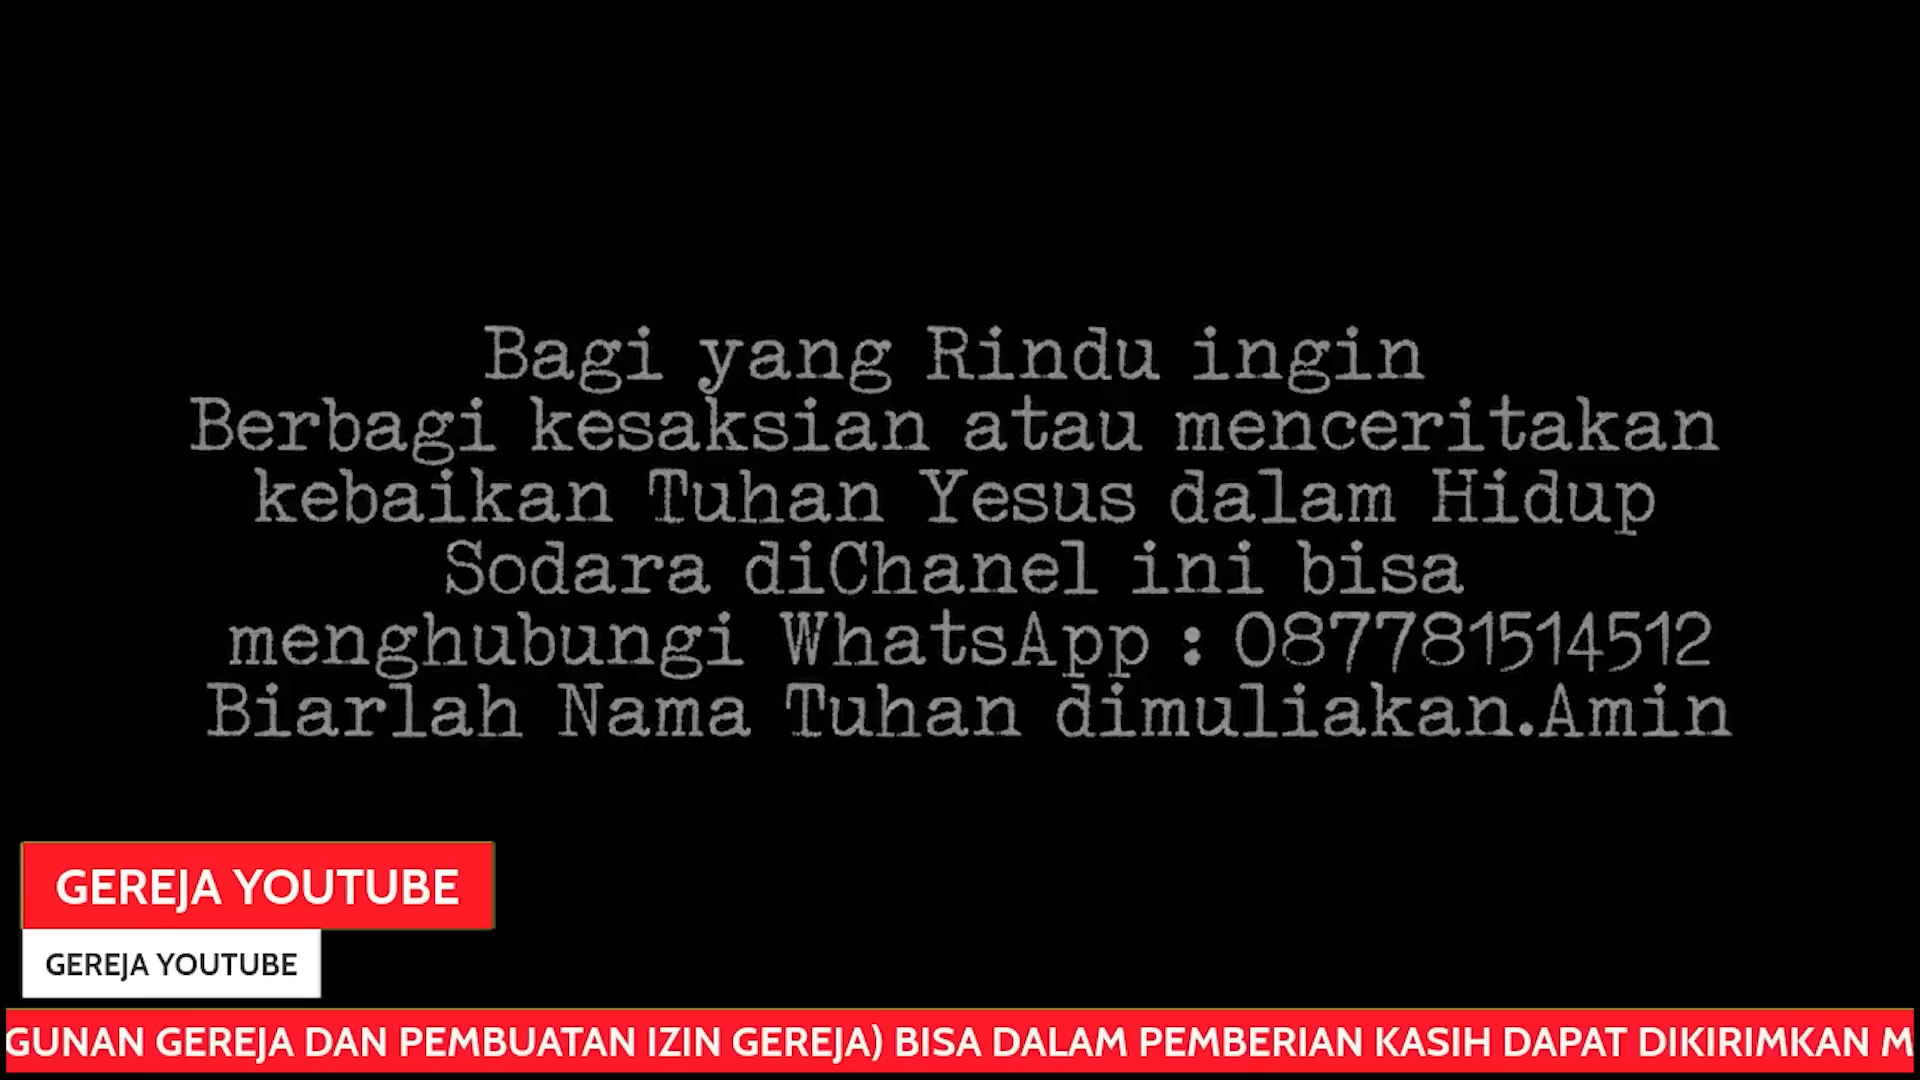 Bagi yang Rindu ingin
Berbagi kesaksian atau menceritakan
kebaikan Tuhan Yesus dalam Hidup
Sodara diChanel ini bisa
menghubungi WhatsApp : 087781514512
Biarlah Nama Tuhan dimuliakan.Amin
GEREJA YOUTUBE
GEREJA YOUTUBE
GUNAN GEREJA DAN PEMBUATAN IZIN GEREJA) BISA DALAM PEMBERIAN KASIH DAPAT DIKIRIMKAN M